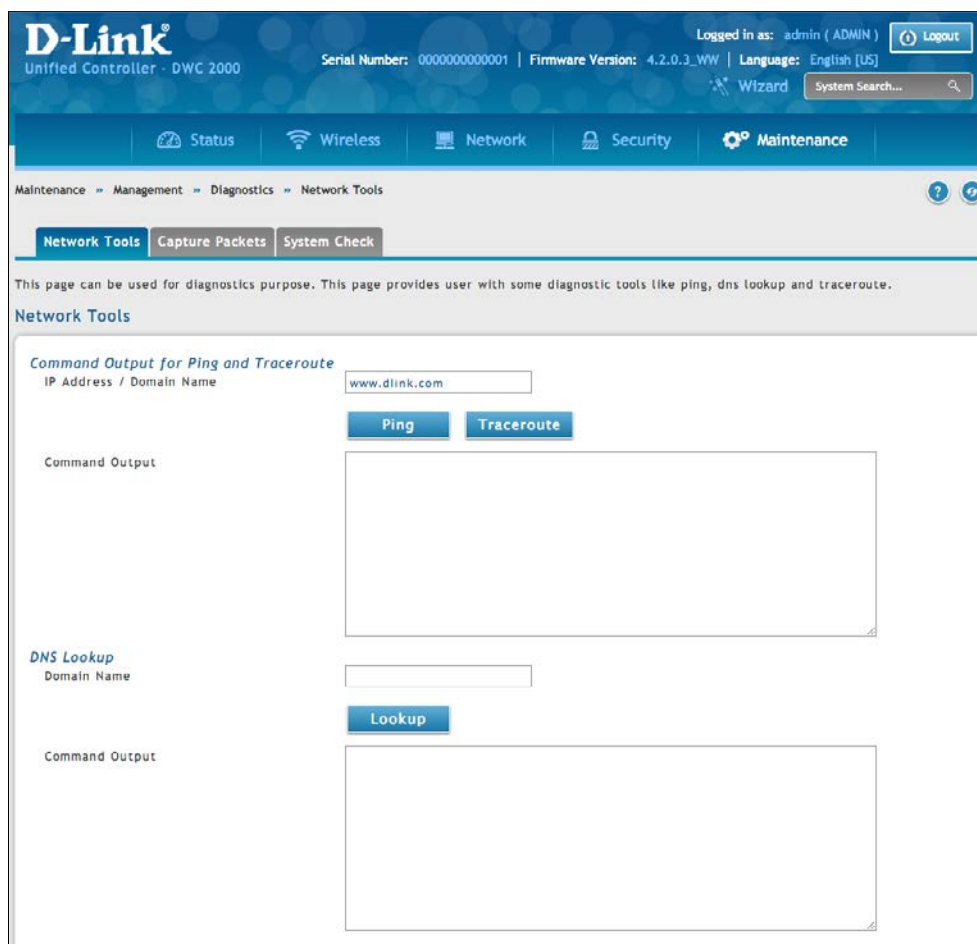 D-Link®
Unified Controller - DWC 2000
Logged in as: admin ( ADMIN )
Logout
Serial Number: 0000000000001 | Firmware Version: 4.2.0.3_WW | Language: English [US]
Wizard
System Search...
Status
Wireless
Network
Security
Maintenance
Maintenance » Management » Diagnostics » Network Tools
?
Network Tools
Capture Packets
System Check
This page can be used for diagnostics purpose. This page provides user with some diagnostic tools like ping, dns lookup and traceroute.
Network Tools
Command Output for Ping and Traceroute
IP Address / Domain Name
www.dlink.com
Ping
Traceroute
Command Output
DNS Lookup
Domain Name
Lookup
Command Output